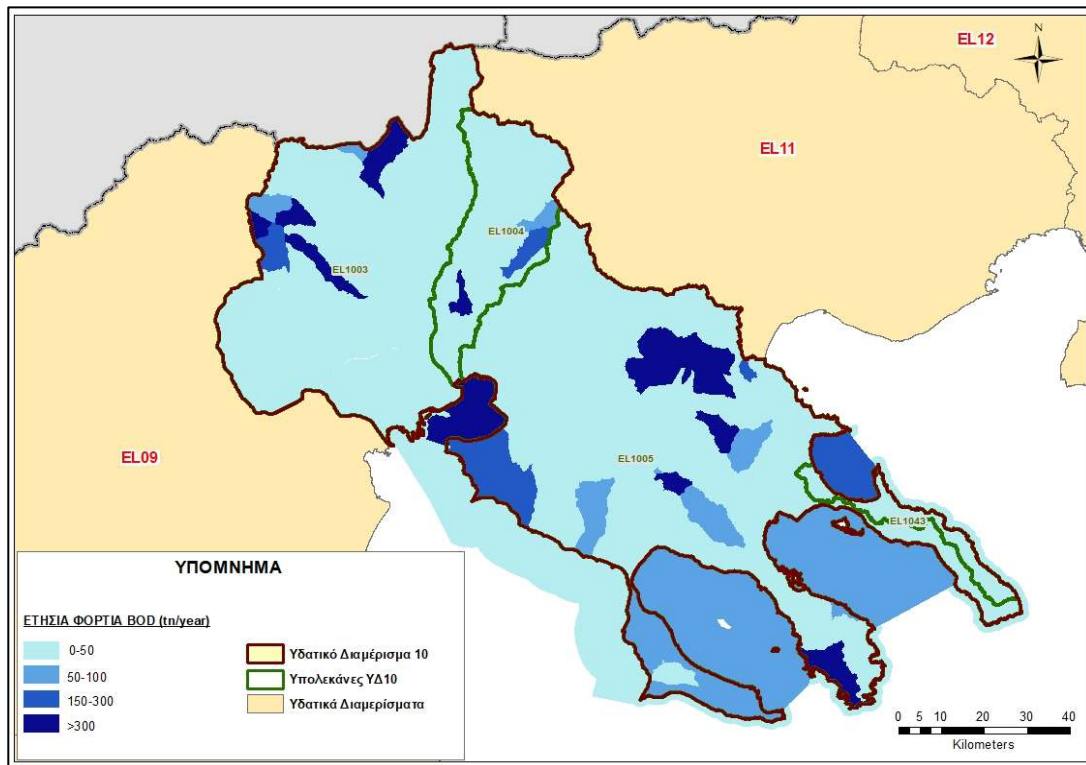 EL12
N
EL11
EL1004
EL1003
EL09
EL1005
EL1043
ΥΠΟΜΝΗΜΑ
ΕΤΗΣΙΑ ΦΟΡΤΙΑ BOD (tn/year)
0-50
50-100
150-300
>300
Υδατικό Διαμέρισμα 10
Υπολεκάνες ΥΔ10
Υδατικά Διαμερίσματα
0 5 10 20 30 40
Kilometers